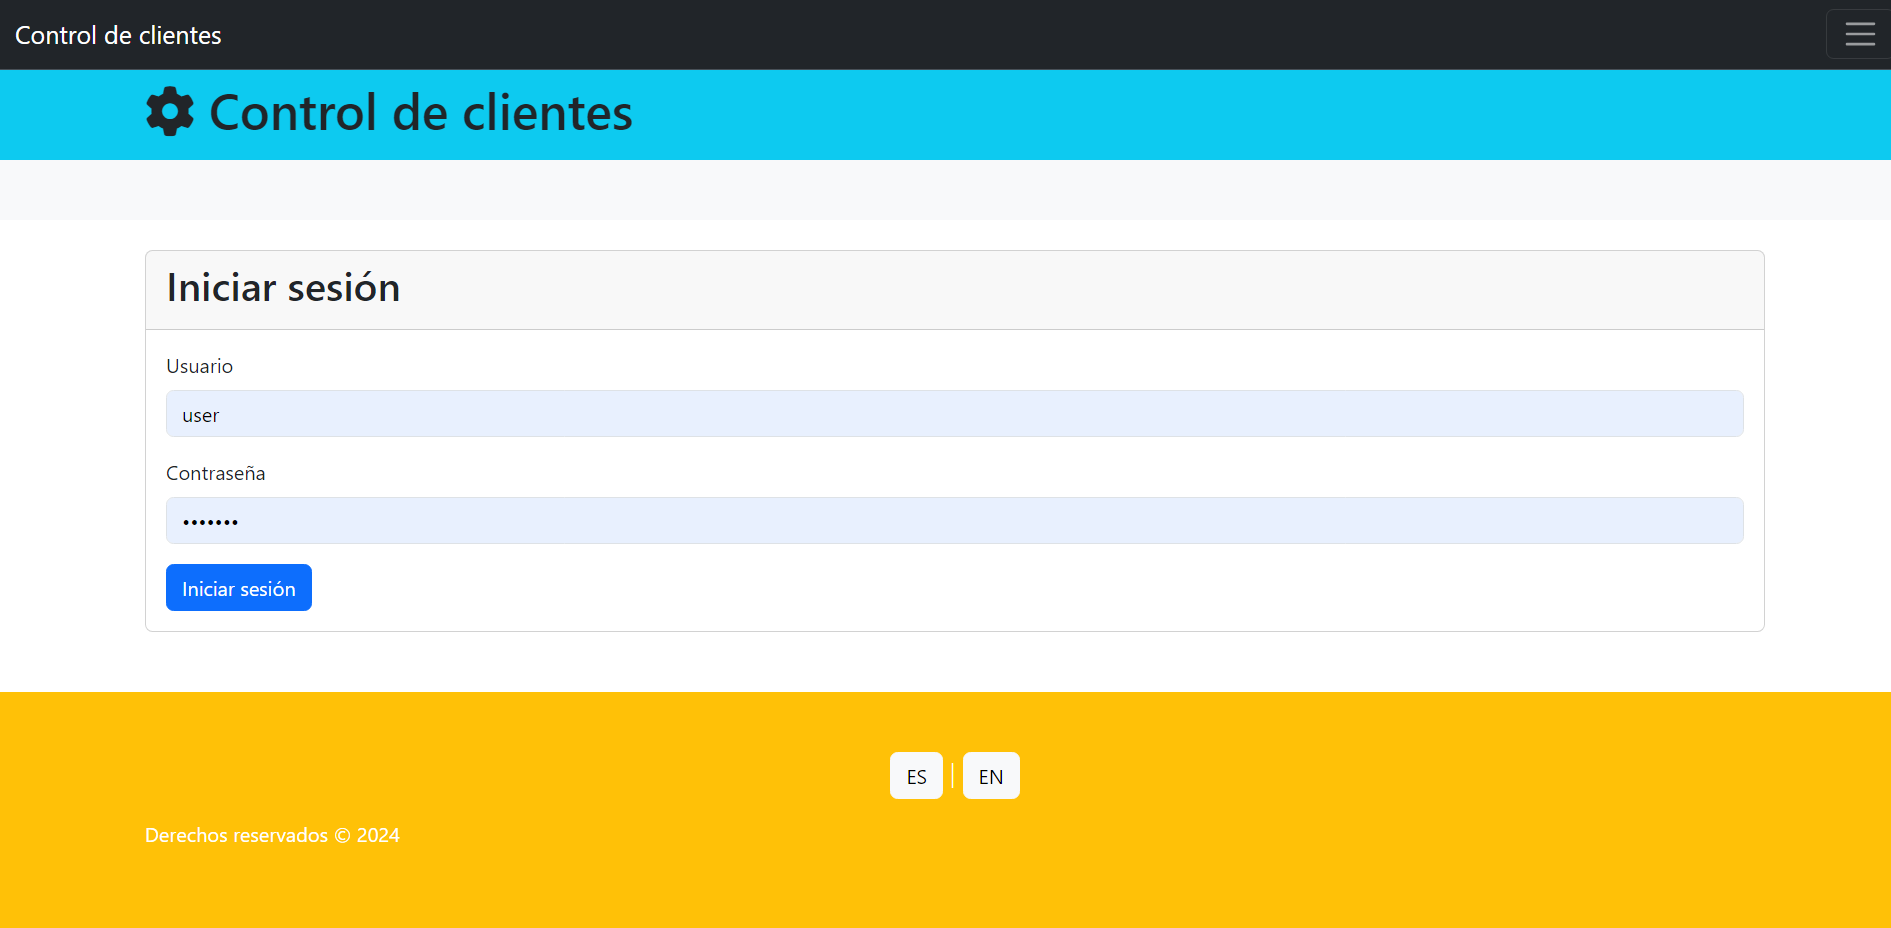 Control de clientes
Control de clientes
Iniciar sesión
Usuario
user
Contraseña
•••••••
Iniciar sesión
ES | EN
Derechos reservados © 2024